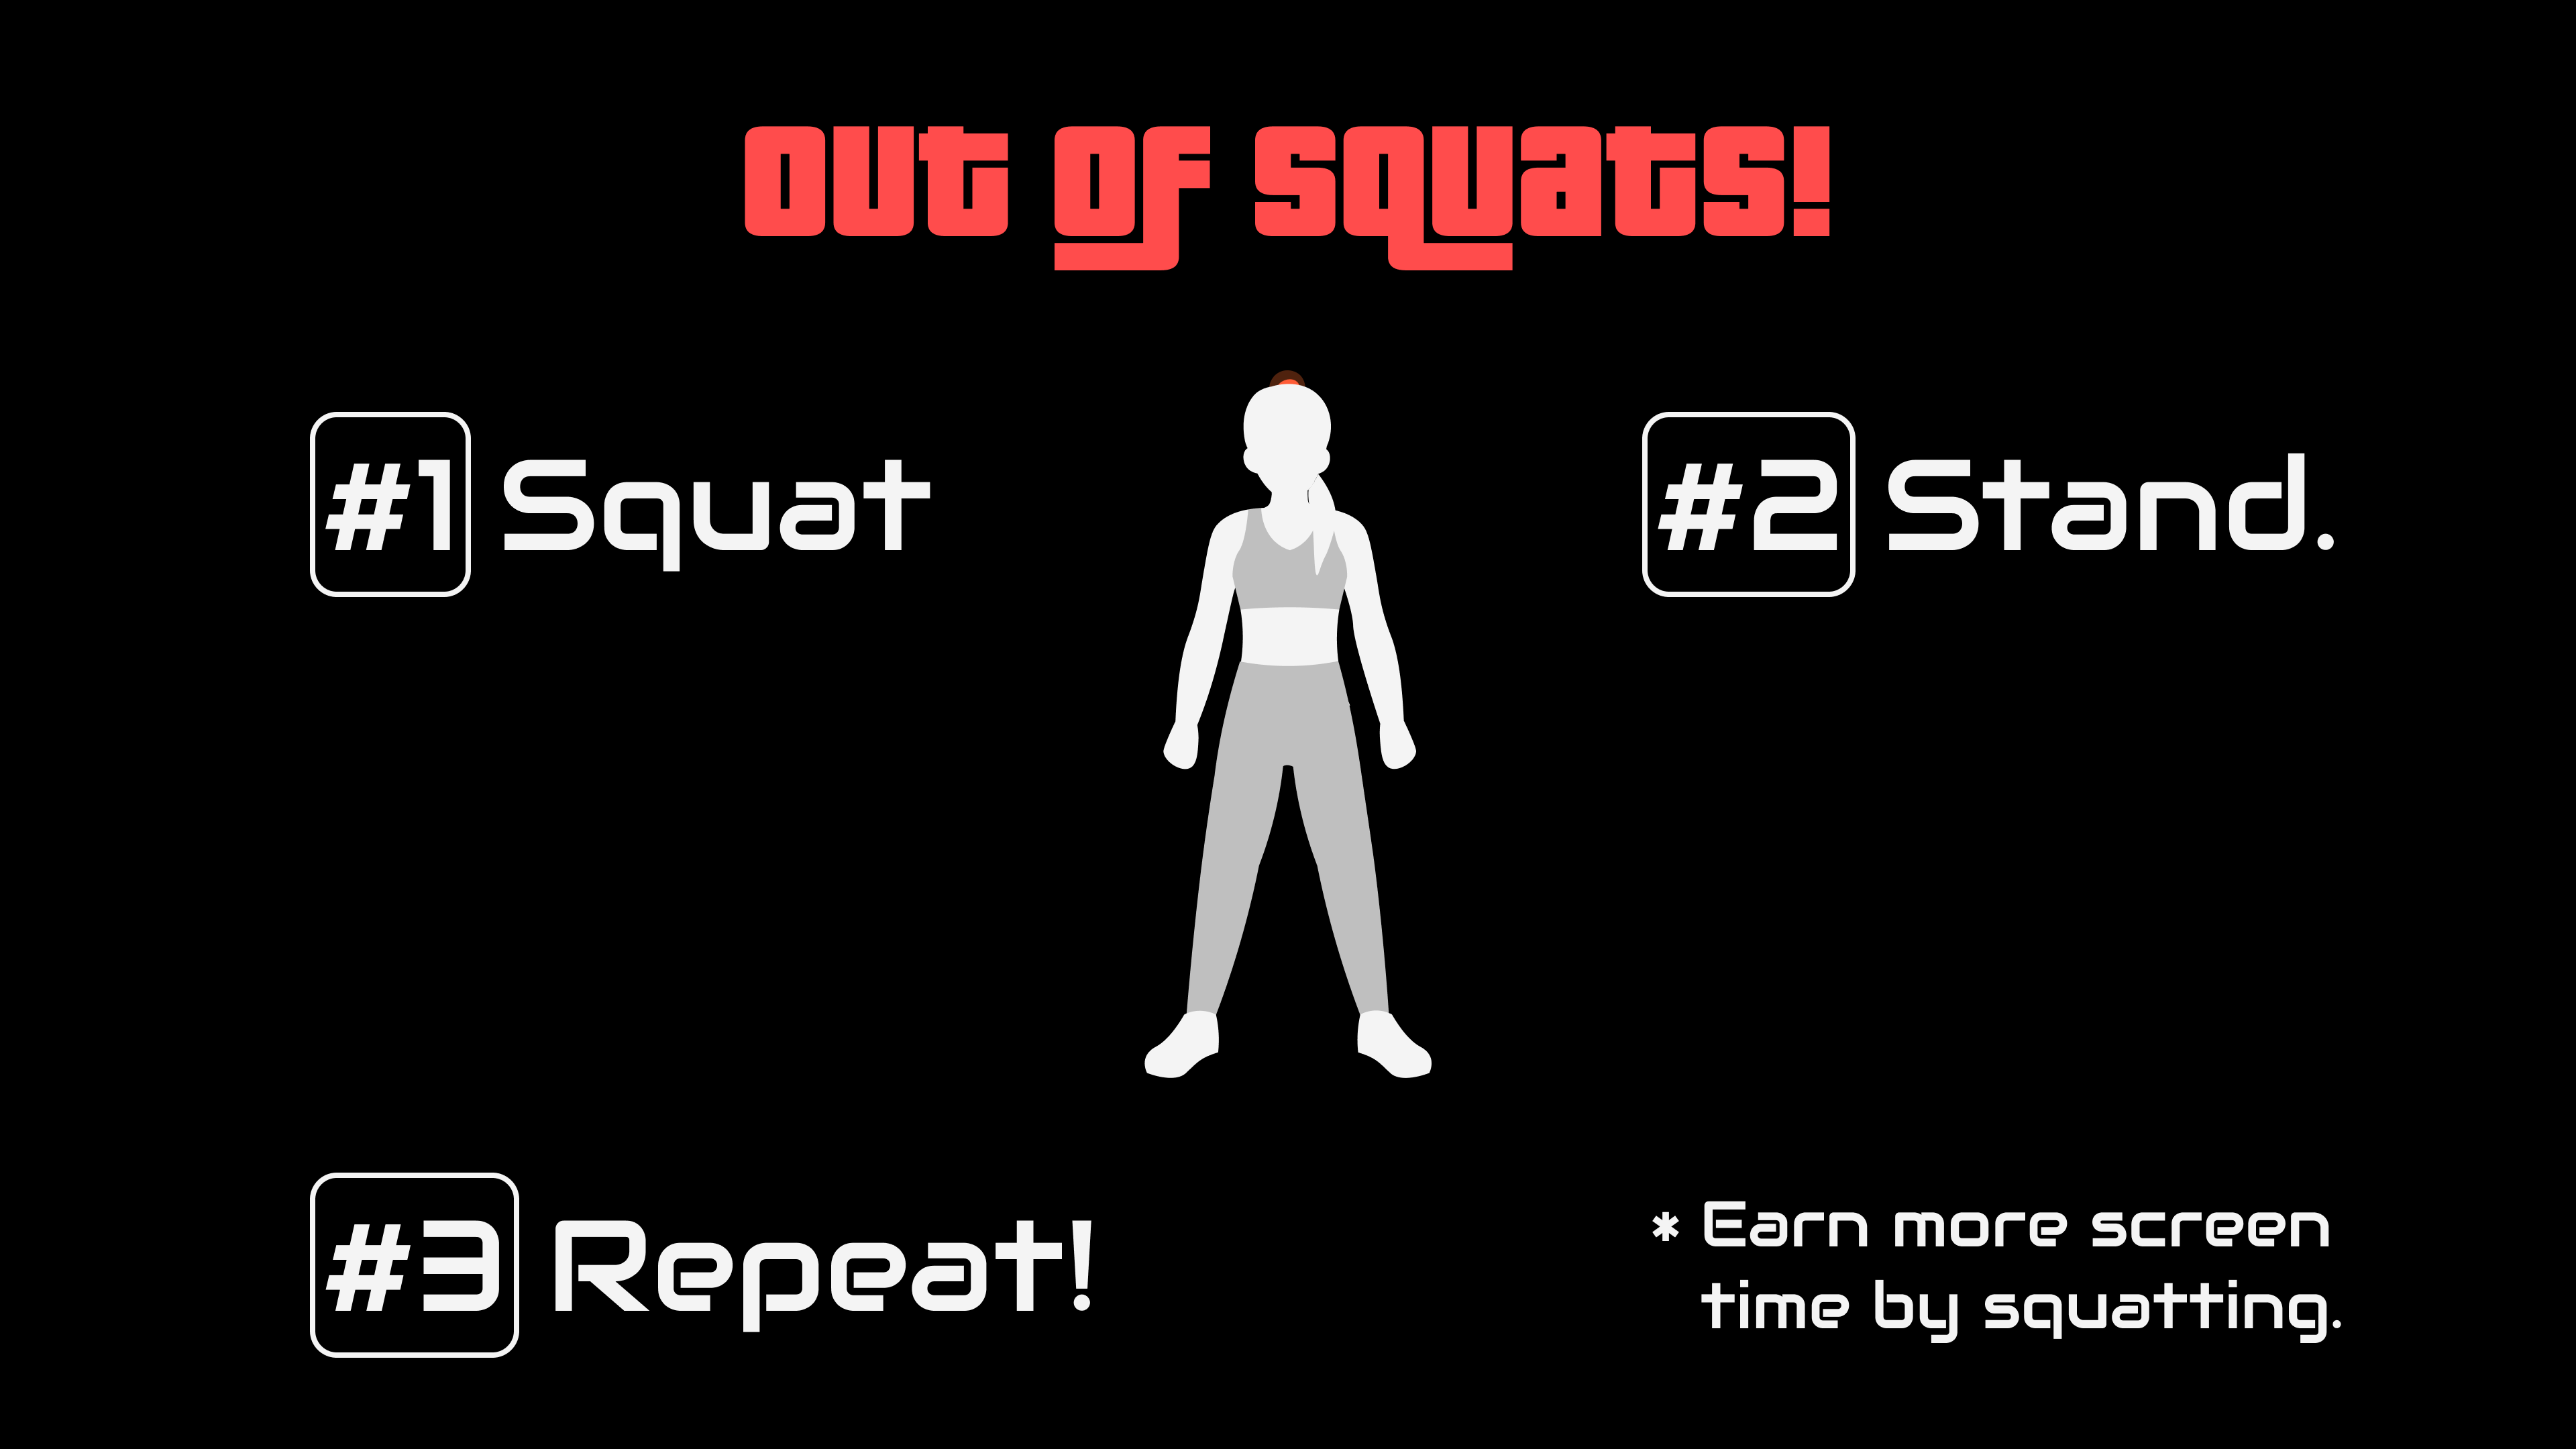 Out of squats!
#1 Squat
#2 Stand.
#3 Repeat!
* Earn more screen
time by squatting.